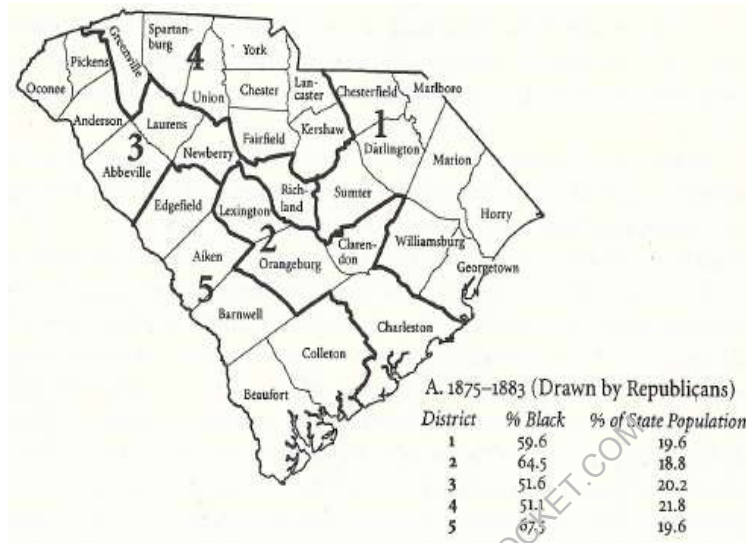 Spartan-
burg
Greenville
4
York
Pickens
Oconee
Union
Chester
Lan-
caster
Chesterfield
Marlboro
Anderson
Laurens
Fairfield
Kershaw
1
Darlington
3
Newberry
Marion
Abbeville
Rich-
land
Sumter
Edgefield
Lexington
Horry
2
Claren-
don
Williamsburg
Aiken
Orangeburg
Georgetown
5
Barnwell
Charleston
Colleton
Beaufort
A. 1875–1883 (Drawn by Republicans)
District % Black % of State Population
1 59.6 19.6
2 64.5 18.8
3 51.6 20.2
4 51.1 21.8
5 67.5 19.6